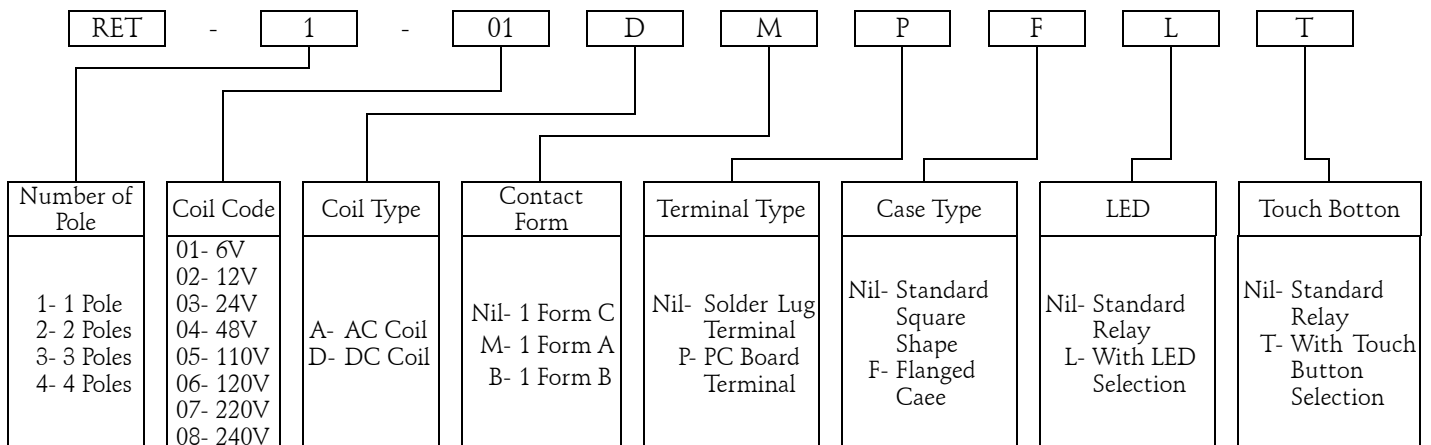 RET - 1 - 01 D M P F L T
Number of
Pole
1- 1 Pole
2- 2 Poles
3- 3 Poles
4- 4 Poles
Coil Code
01- 6V
02- 12V
03- 24V
04- 48V
05- 110V
06- 120V
07- 220V
08- 240V
Coil Type
A- AC Coil
D- DC Coil
Contact
Form
Nil- 1 Form C
M- 1 Form A
B- 1 Form B
Terminal Type
Nil- Solder Lug
Terminal
P- PC Board
Terminal
Case Type
Nil- Standard
Square
Shape
F- Flanged
Caee
LED
Nil- Standard
Relay
L- With LED
Selection
Touch Botton
Nil- Standard
Relay
T- With Touch
Button
Selection